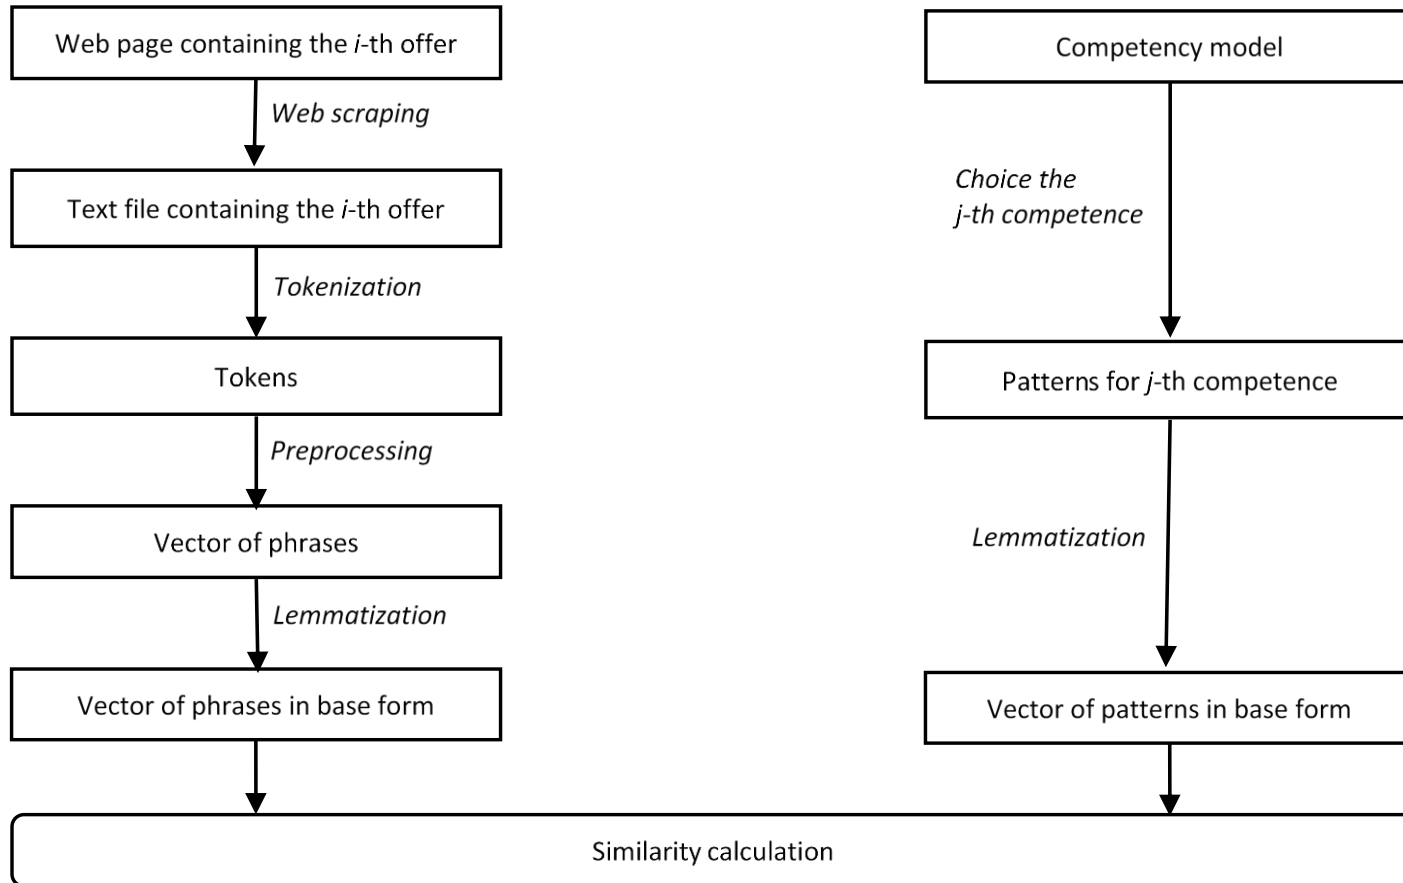 Web page containing the i-th offer
Web scraping
Text file containing the i-th offer
Tokenization
Tokens
Preprocessing
Vector of phrases
Lemmatization
Vector of phrases in base form
Competency model
Choice the
j-th competence
Patterns for j-th competence
Lemmatization
Vector of patterns in base form
Similarity calculation